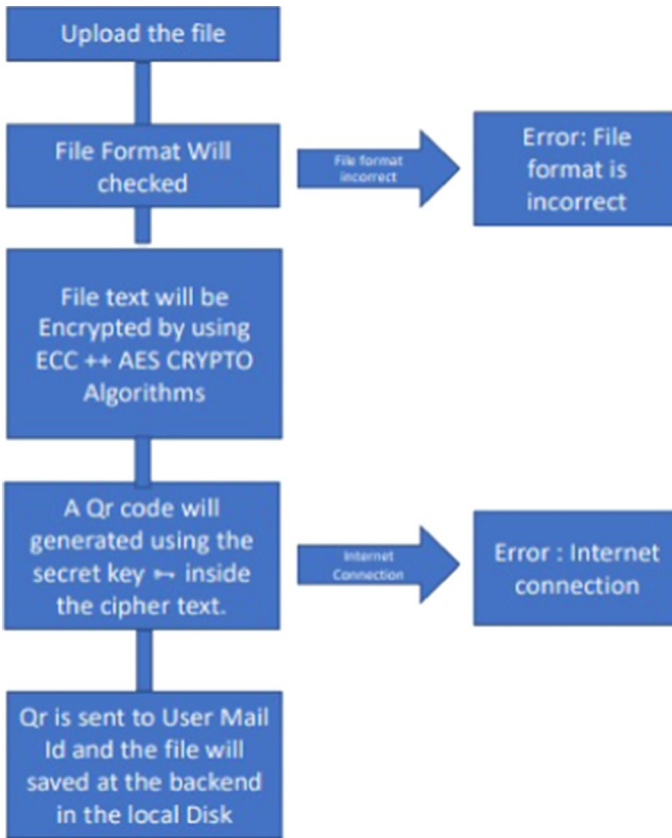 Upload the file
File Format Will
checked
File format
incorrect
Error: File
format is
incorrect
File text will be
Encrypted by using
ECC ++ AES CRYPTO
Algorithms
A Qr code will
generated using the
secret key 🗝 inside
the cipher text.
Internet
Connection
Error : Internet
connection
Qr is sent to User Mail
Id and the file will
saved at the backend
in the local Disk